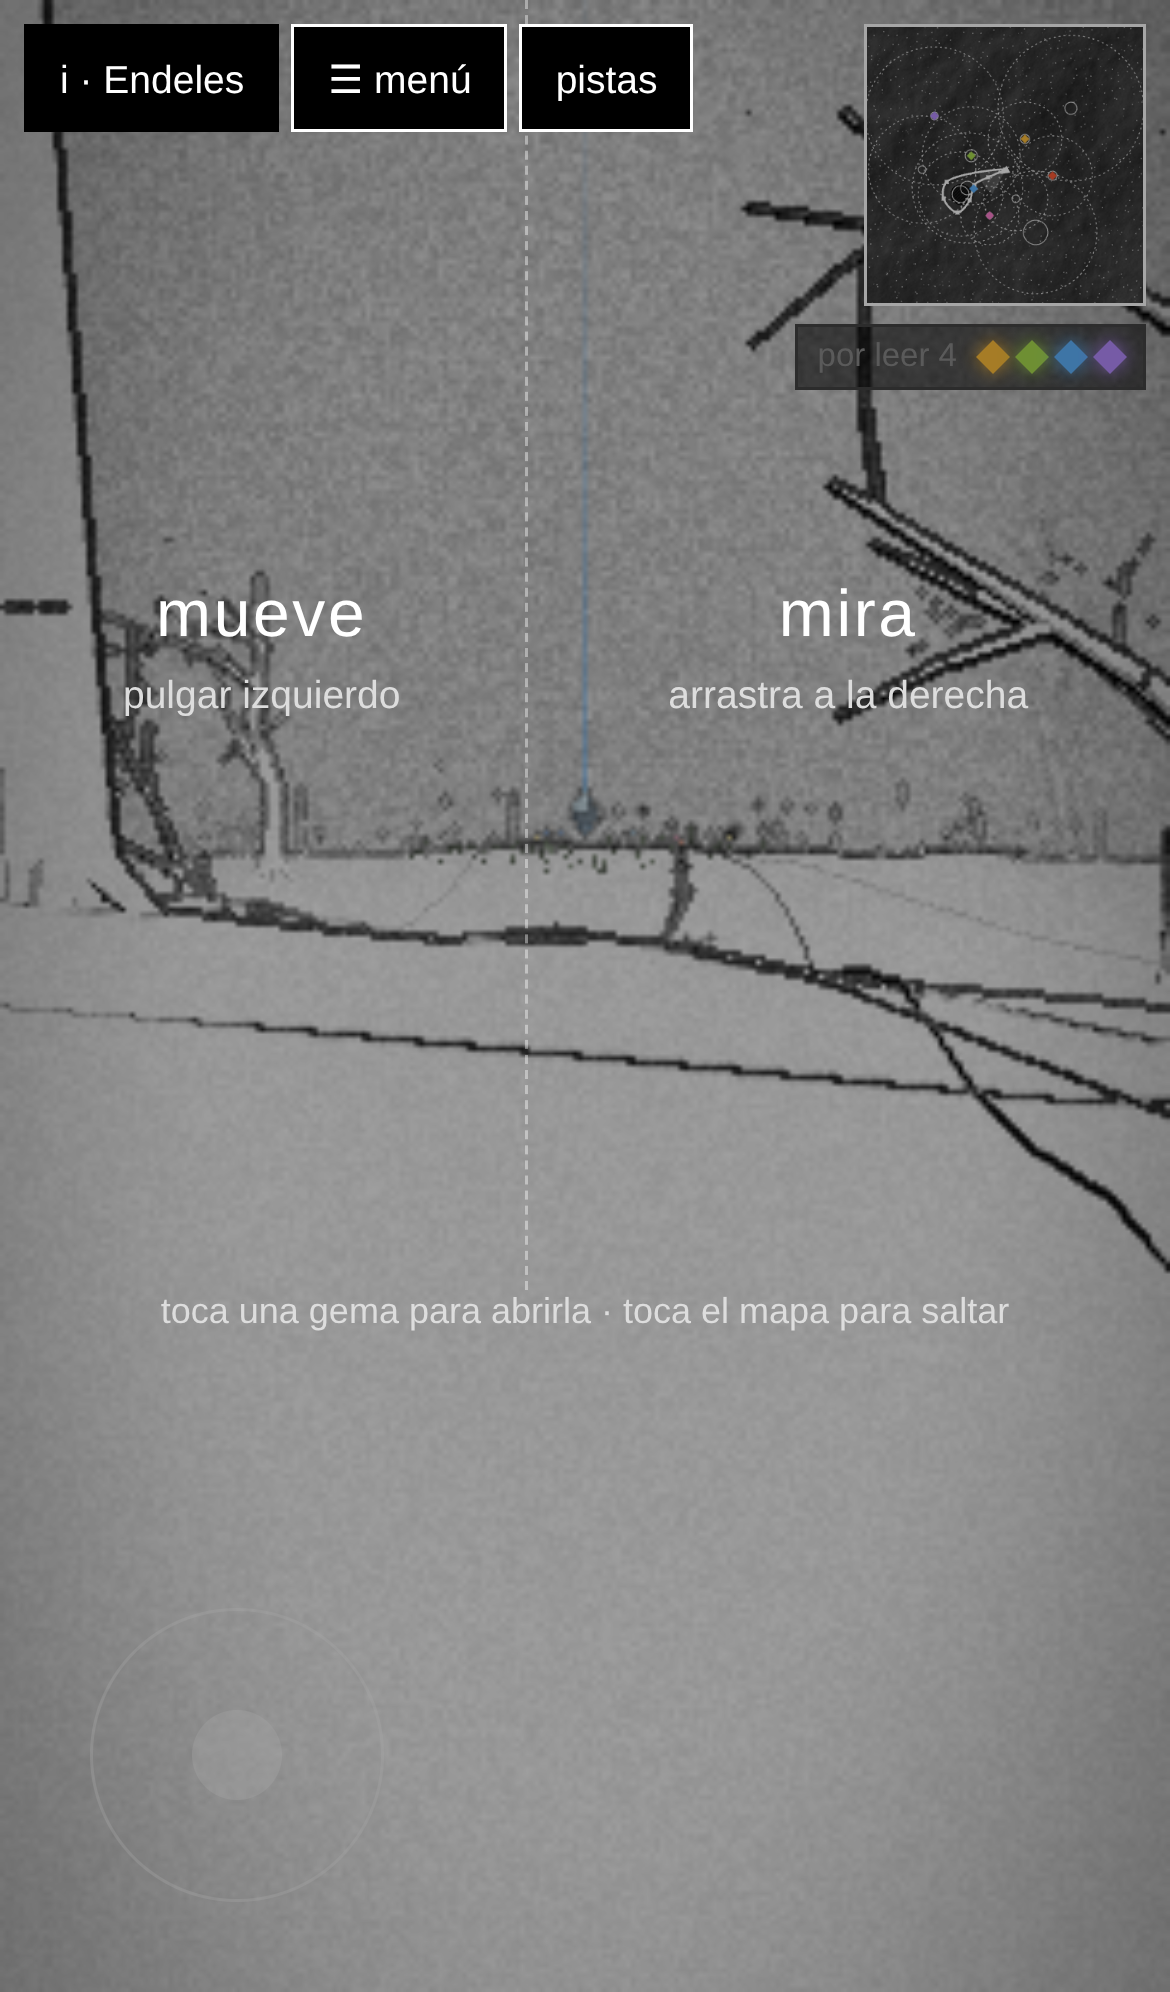 i · Endeles
☰ menú
pistas
por leer 4
mueve
mira
pulgar izquierdo
arrastra a la derecha
toca una gema para abrirla · toca el mapa para saltar